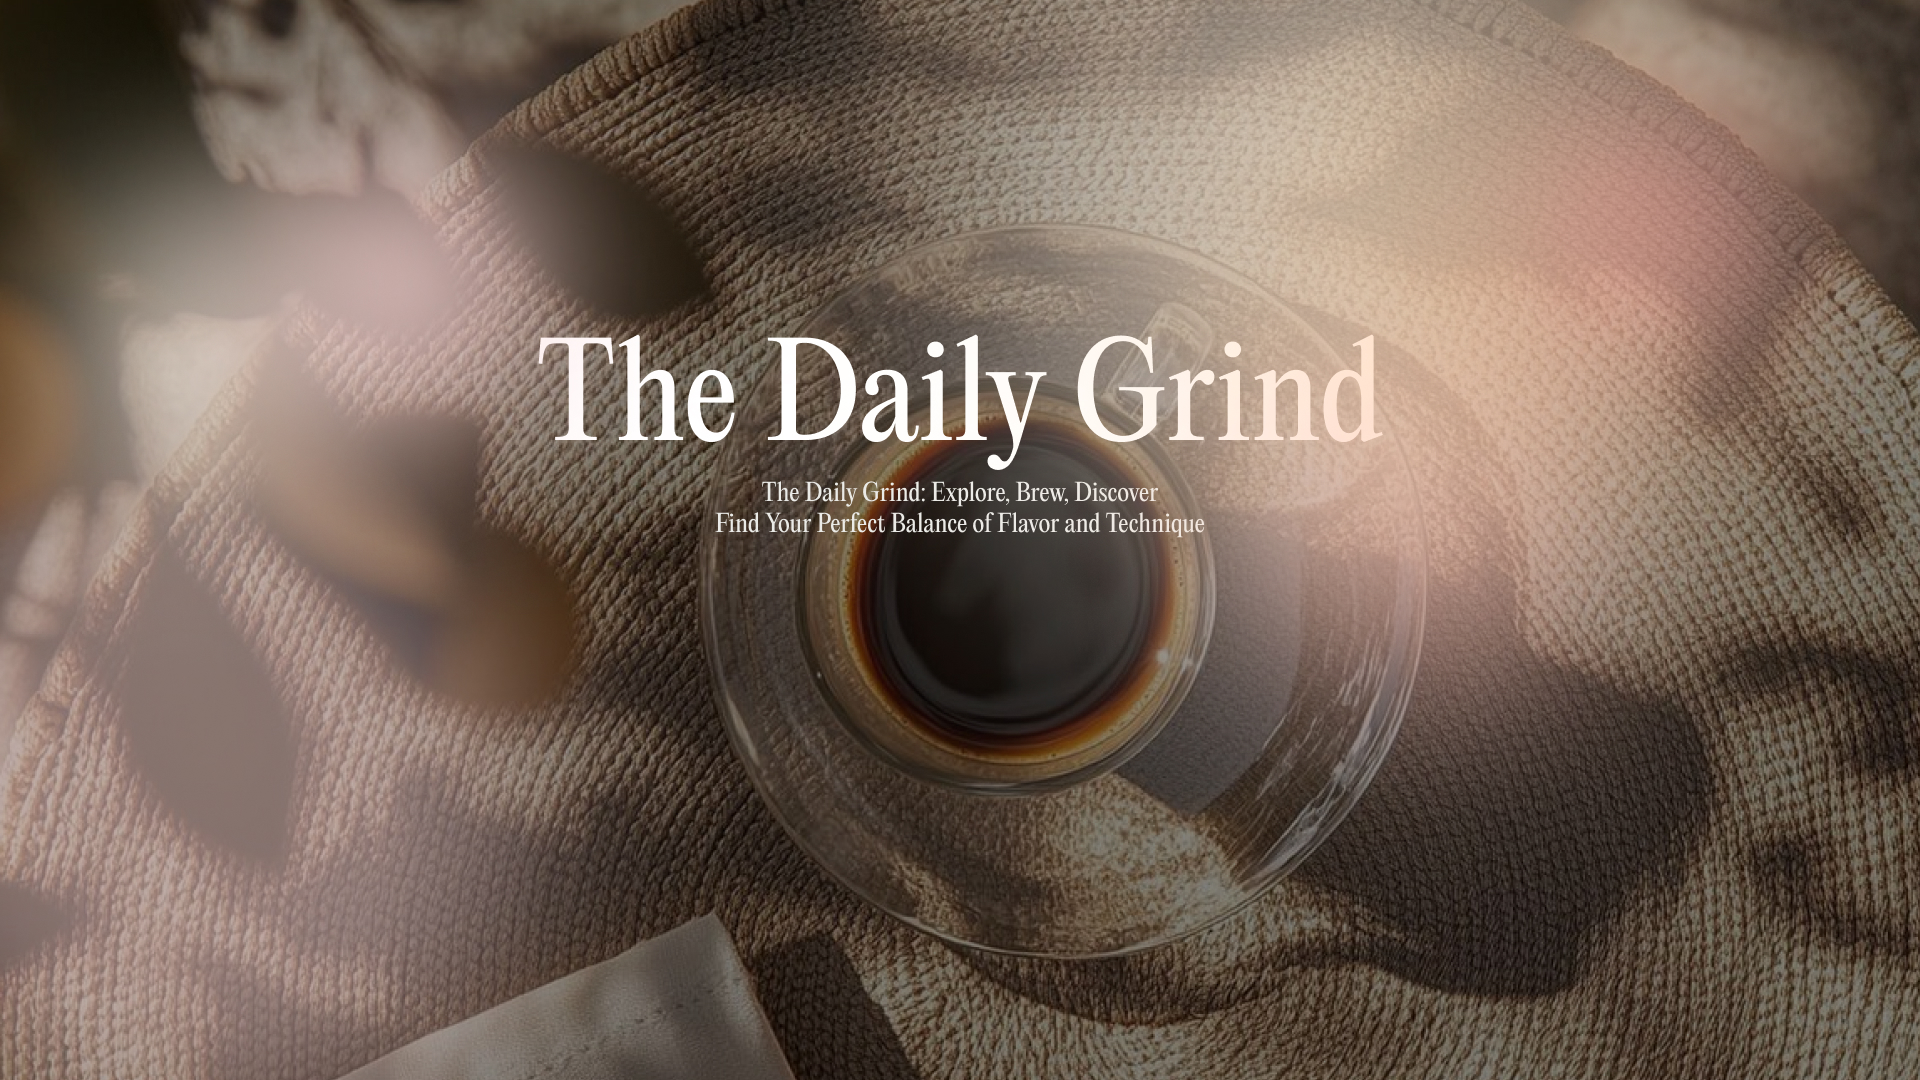 The Daily Grind
The Daily Grind: Explore, Brew, Discover
Find Your Perfect Balance of Flavor and Technique